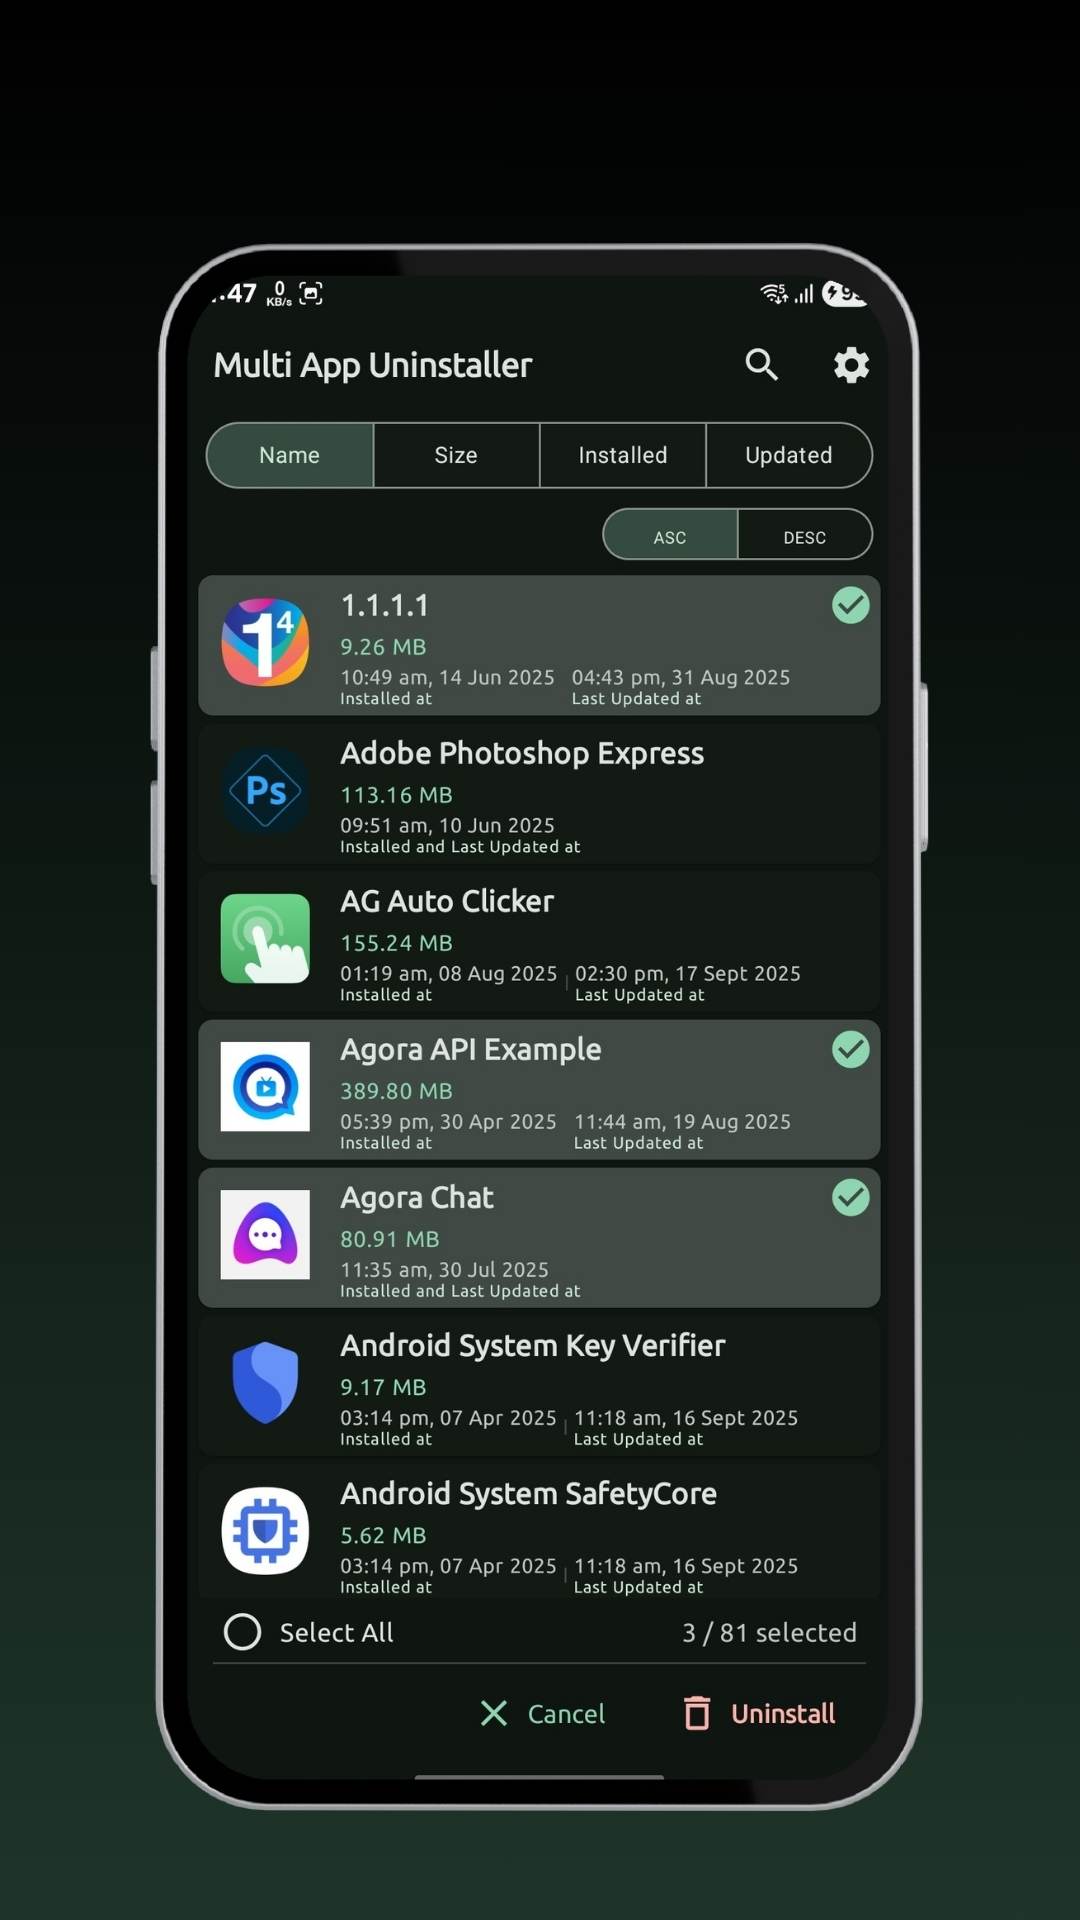 :47 0 KB/s
Multi App Uninstaller
Name Size Installed Updated
ASC DESC
1.1.1.1
9.26 MB
10:49 am, 14 Jun 2025 04:43 pm, 31 Aug 2025
Installed at Last Updated at
Adobe Photoshop Express
113.16 MB
09:51 am, 10 Jun 2025
Installed and Last Updated at
AG Auto Clicker
155.24 MB
01:19 am, 08 Aug 2025 02:30 pm, 17 Sept 2025
Installed at Last Updated at
Agora API Example
389.80 MB
05:39 pm, 30 Apr 2025 11:44 am, 19 Aug 2025
Installed at Last Updated at
Agora Chat
80.91 MB
11:35 am, 30 Jul 2025
Installed and Last Updated at
Android System Key Verifier
9.17 MB
03:14 pm, 07 Apr 2025 11:18 am, 16 Sept 2025
Installed at Last Updated at
Android System SafetyCore
5.62 MB
03:14 pm, 07 Apr 2025 11:18 am, 16 Sept 2025
Installed at Last Updated at
Select All 3 / 81 selected
Cancel Uninstall